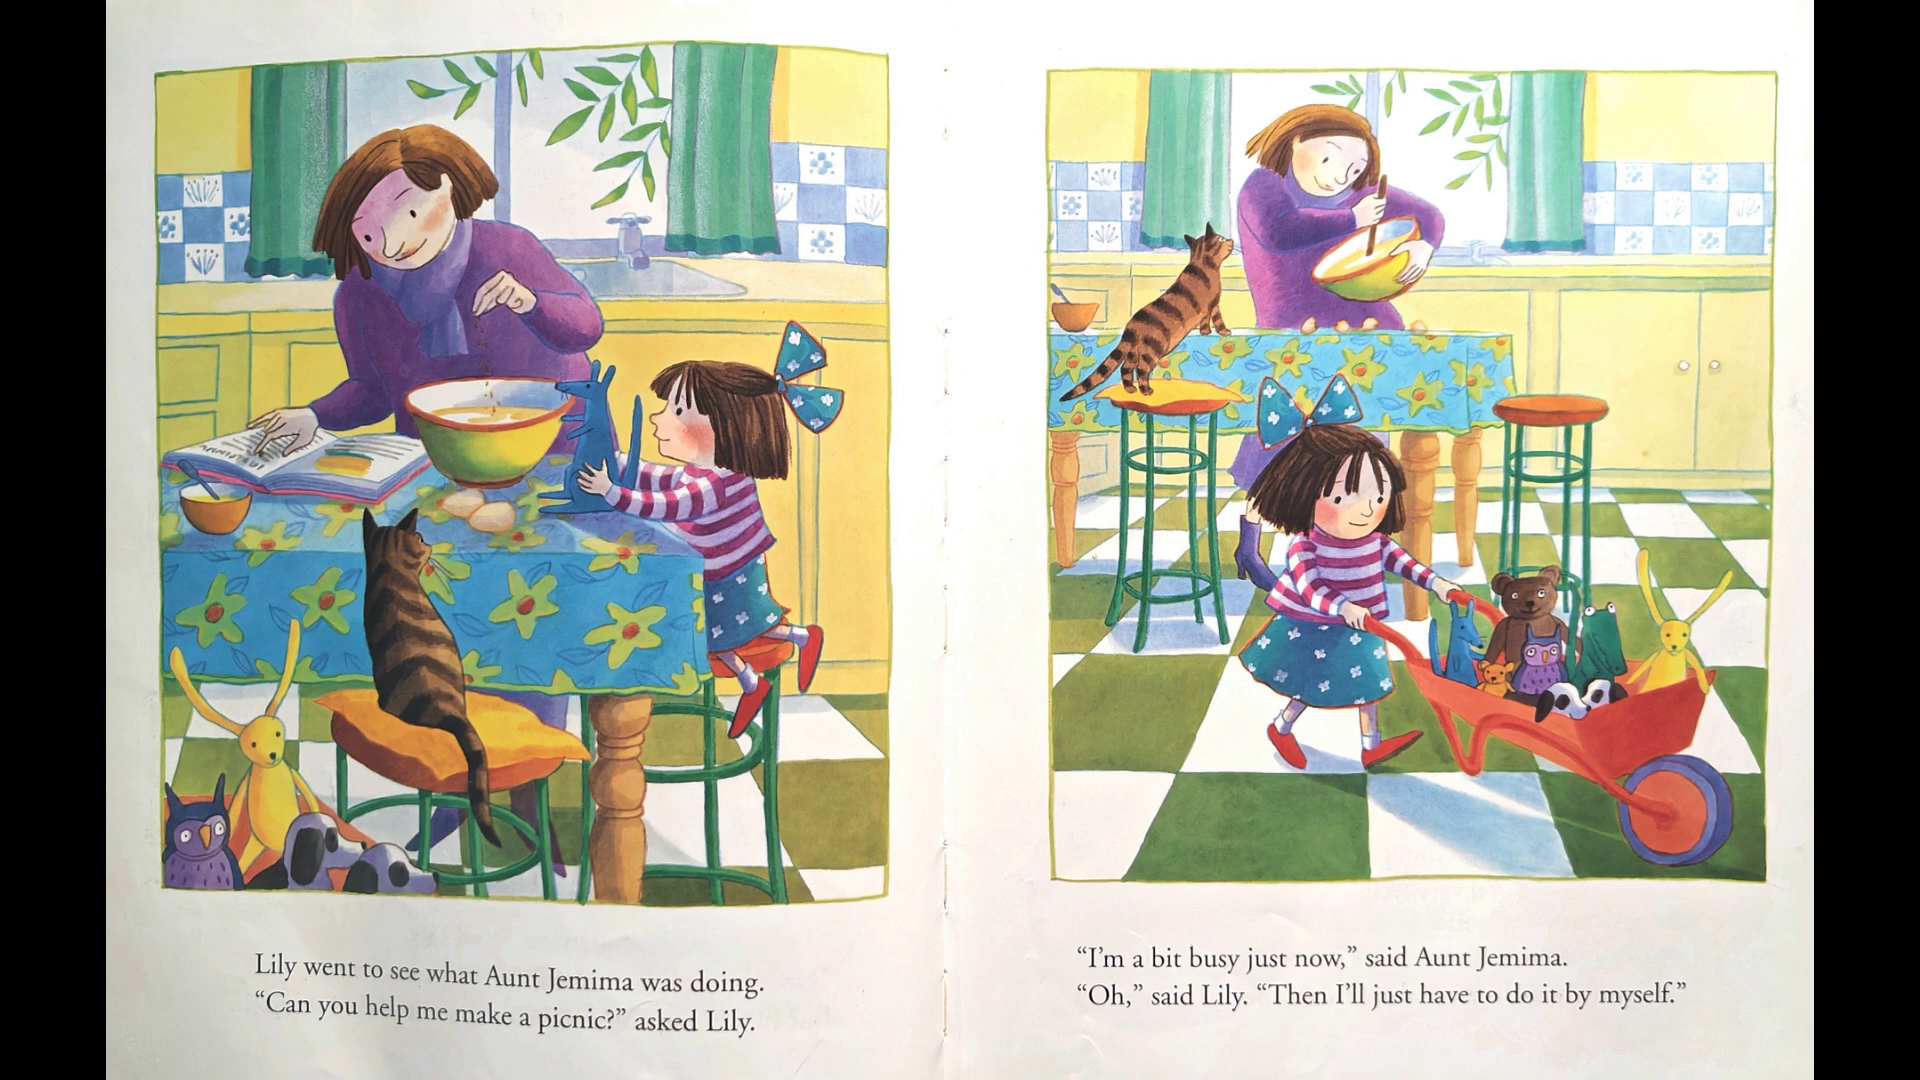 Lily went to see what Aunt Jemima was doing.
“Can you help me make a picnic?” asked Lily.
“I’m a bit busy just now,” said Aunt Jemima.
“Oh,” said Lily. “Then I’ll just have to do it by myself.”